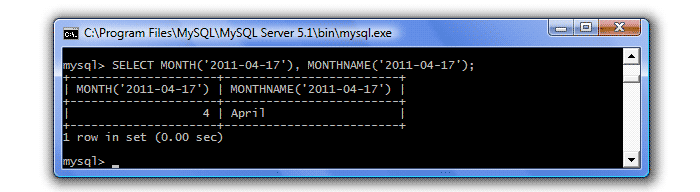 C:\Program Files\MySQL\MySQL Server 5.1\bin\mysql.exe
mysql> SELECT MONTH('2011-04-17'), MONTHNAME('2011-04-17');
+---------------------+-------------------------+
| MONTH('2011-04-17') | MONTHNAME('2011-04-17') |
+---------------------+-------------------------+
|                   4 | April                   |
+---------------------+-------------------------+
1 row in set (0.00 sec)
mysql> _